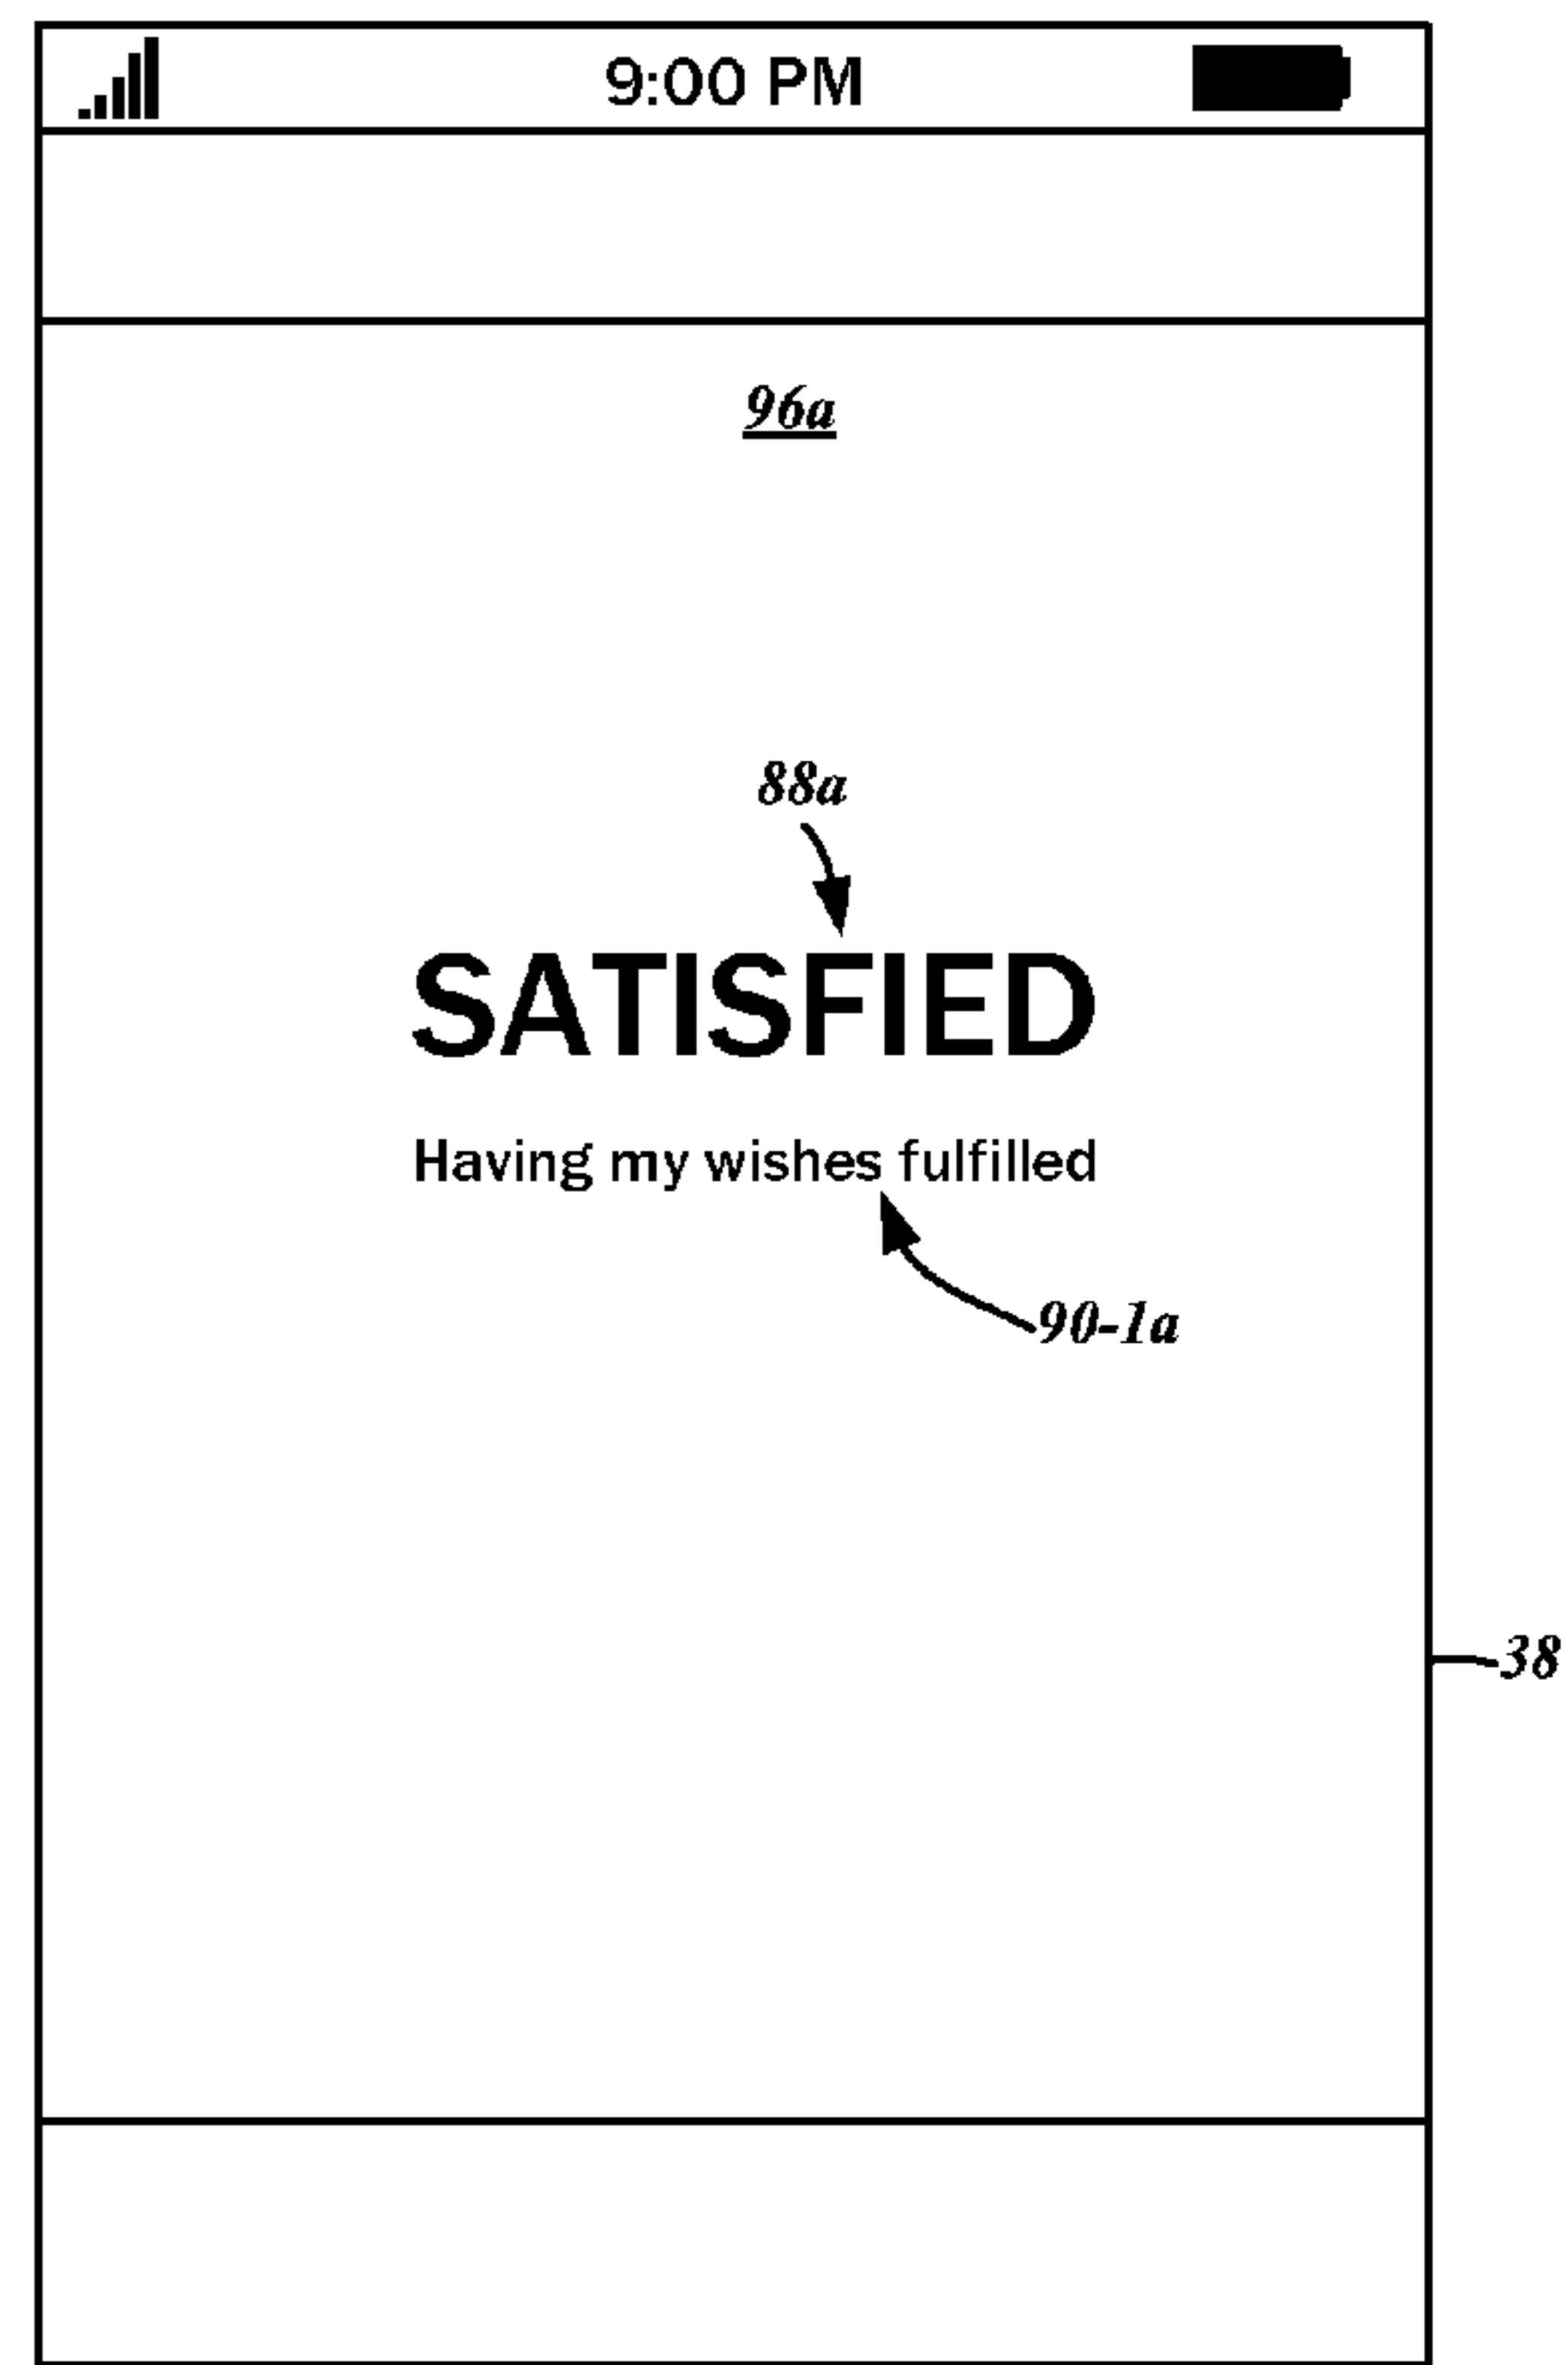 9:00 PM
96a
88a
SATISFIED
Having my wishes fulfilled
90-1a
38